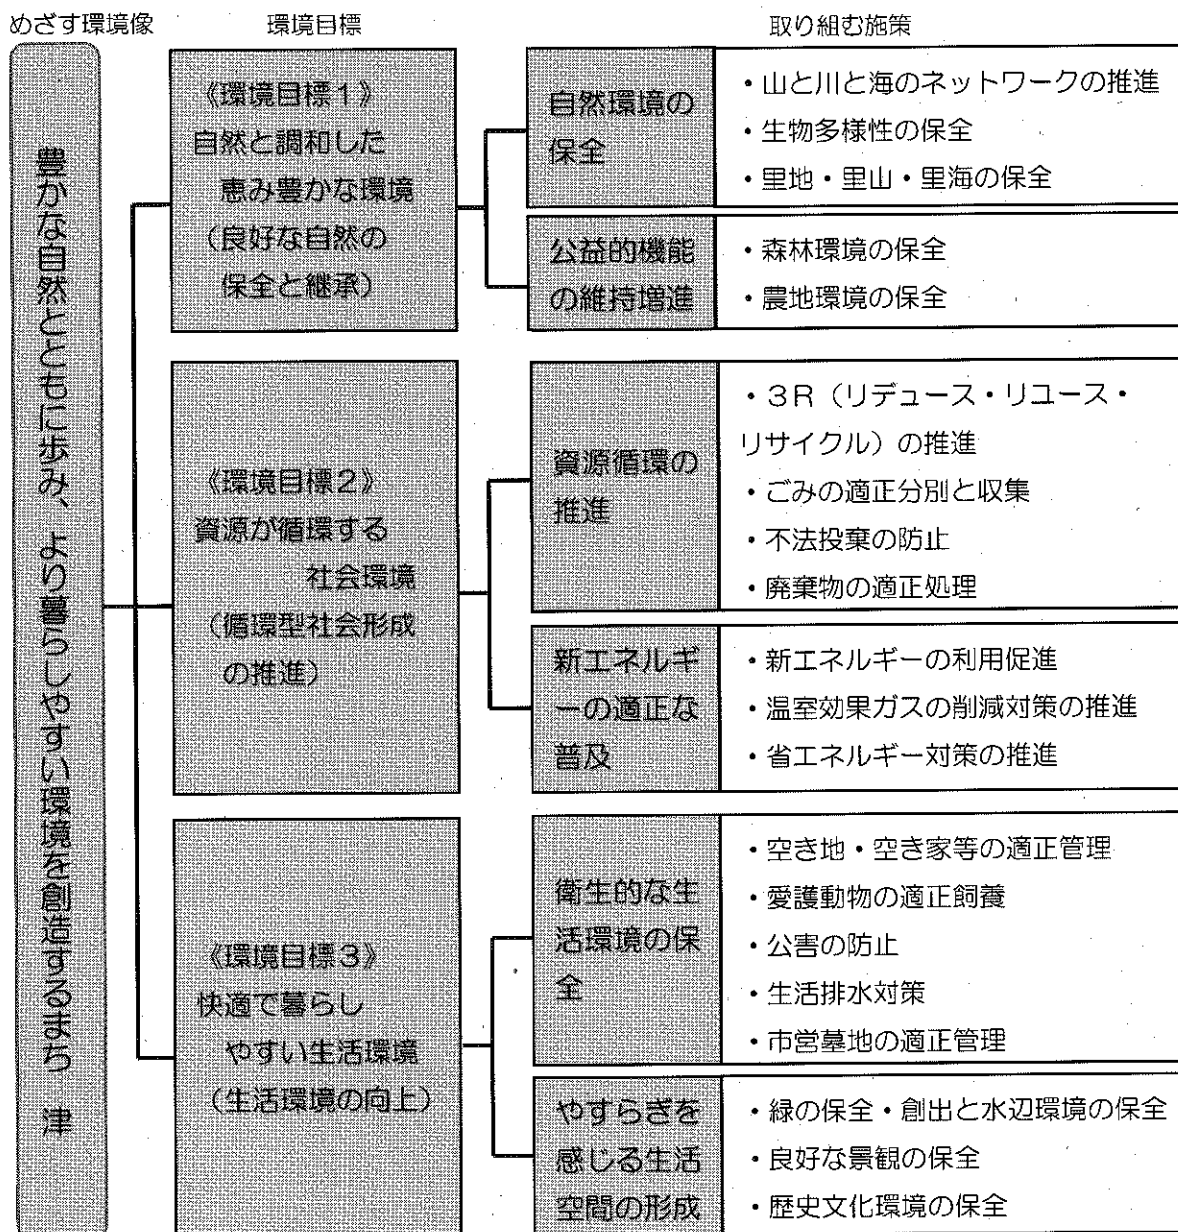 めざす環境像
環境目標
取り組む施策
豊かな自然とともに歩み、より暮らしやすい環境を創造するまち 津
《環境目標１》
自然と調和した
恵み豊かな環境
（良好な自然の
保全と継承）
自然環境の
保全
・山と川と海のネットワークの推進
・生物多様性の保全
・里地・里山・里海の保全
公益的機能
の維持増進
・森林環境の保全
・農地環境の保全
《環境目標２》
資源が循環する
社会環境
（循環型社会形成
の推進）
資源循環の
推進
・３Ｒ（リデュース・リユース・
リサイクル）の推進
・ごみの適正分別と収集
・不法投棄の防止
・廃棄物の適正処理
新エネルギ
ーの適正な
普及
・新エネルギーの利用促進
・温室効果ガスの削減対策の推進
・省エネルギー対策の推進
《環境目標３》
快適で暮らし
やすい生活環境
（生活環境の向上）
衛生的な生
活環境の保
全
・空き地・空き家等の適正管理
・愛護動物の適正飼養
・公害の防止
・生活排水対策
・市営墓地の適正管理
やすらぎを
感じる生活
空間の形成
・緑の保全・創出と水辺環境の保全
・良好な景観の保全
・歴史文化環境の保全